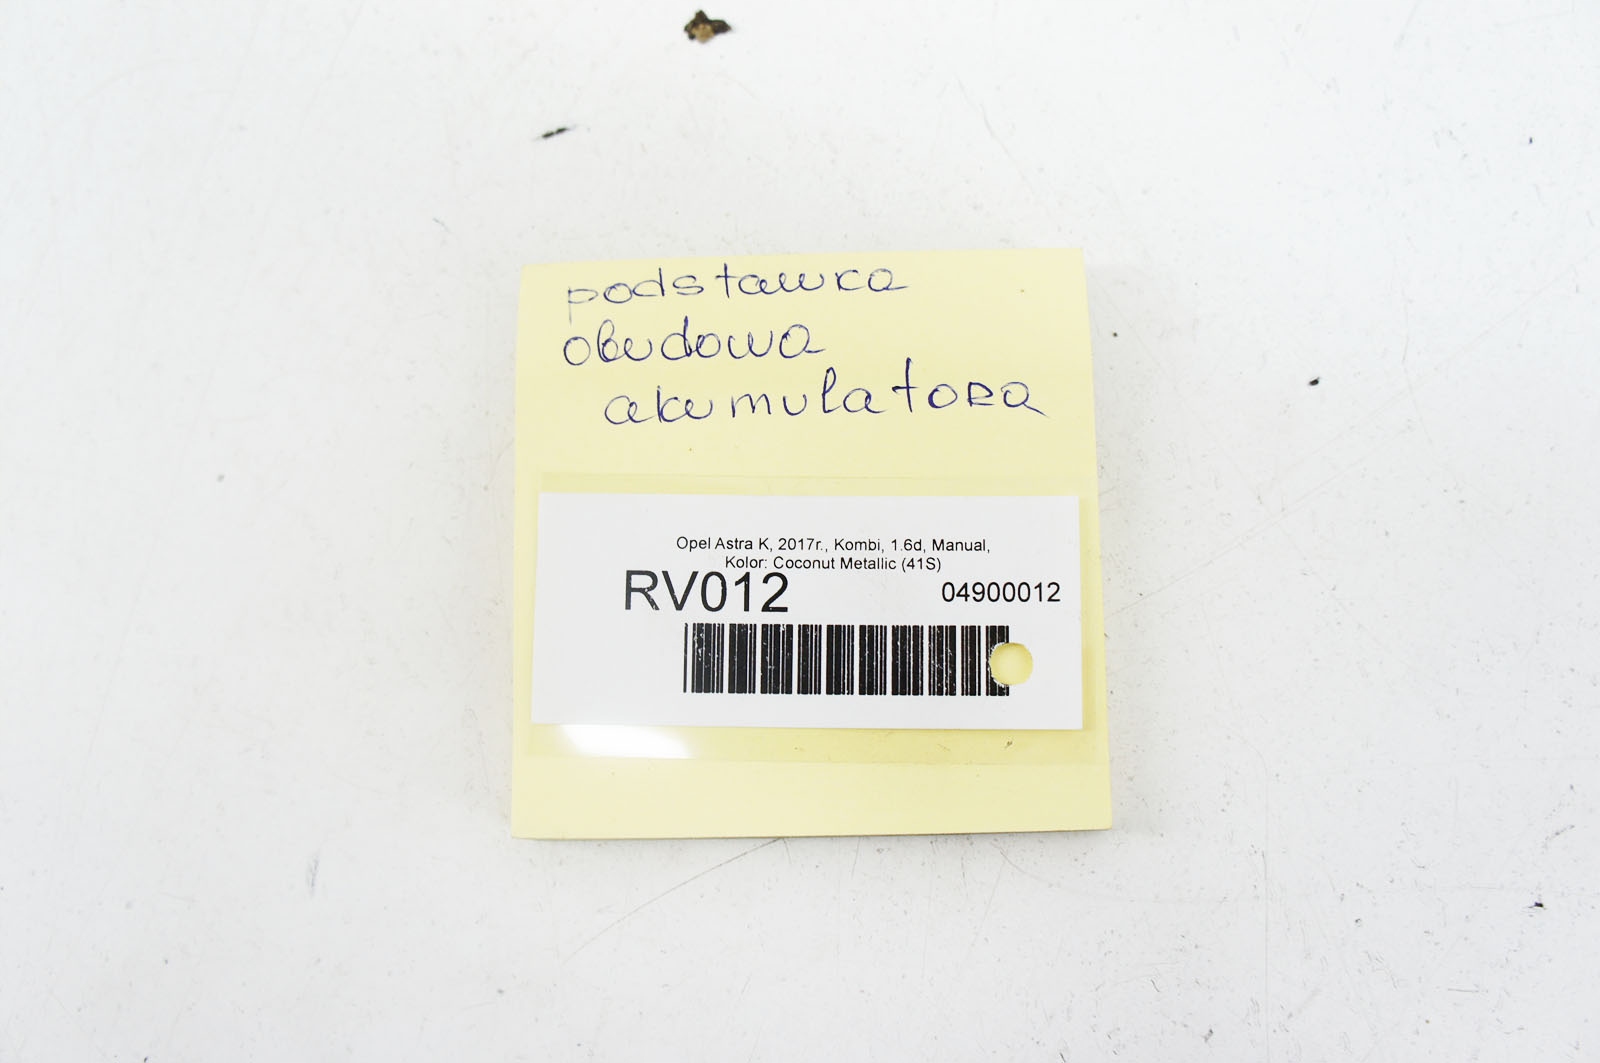 podstawka
obudowa
akumulatora
Opel Astra K, 2017r., Kombi, 1.6d, Manual,
Kolor: Coconut Metallic (41S)
RV012 04900012